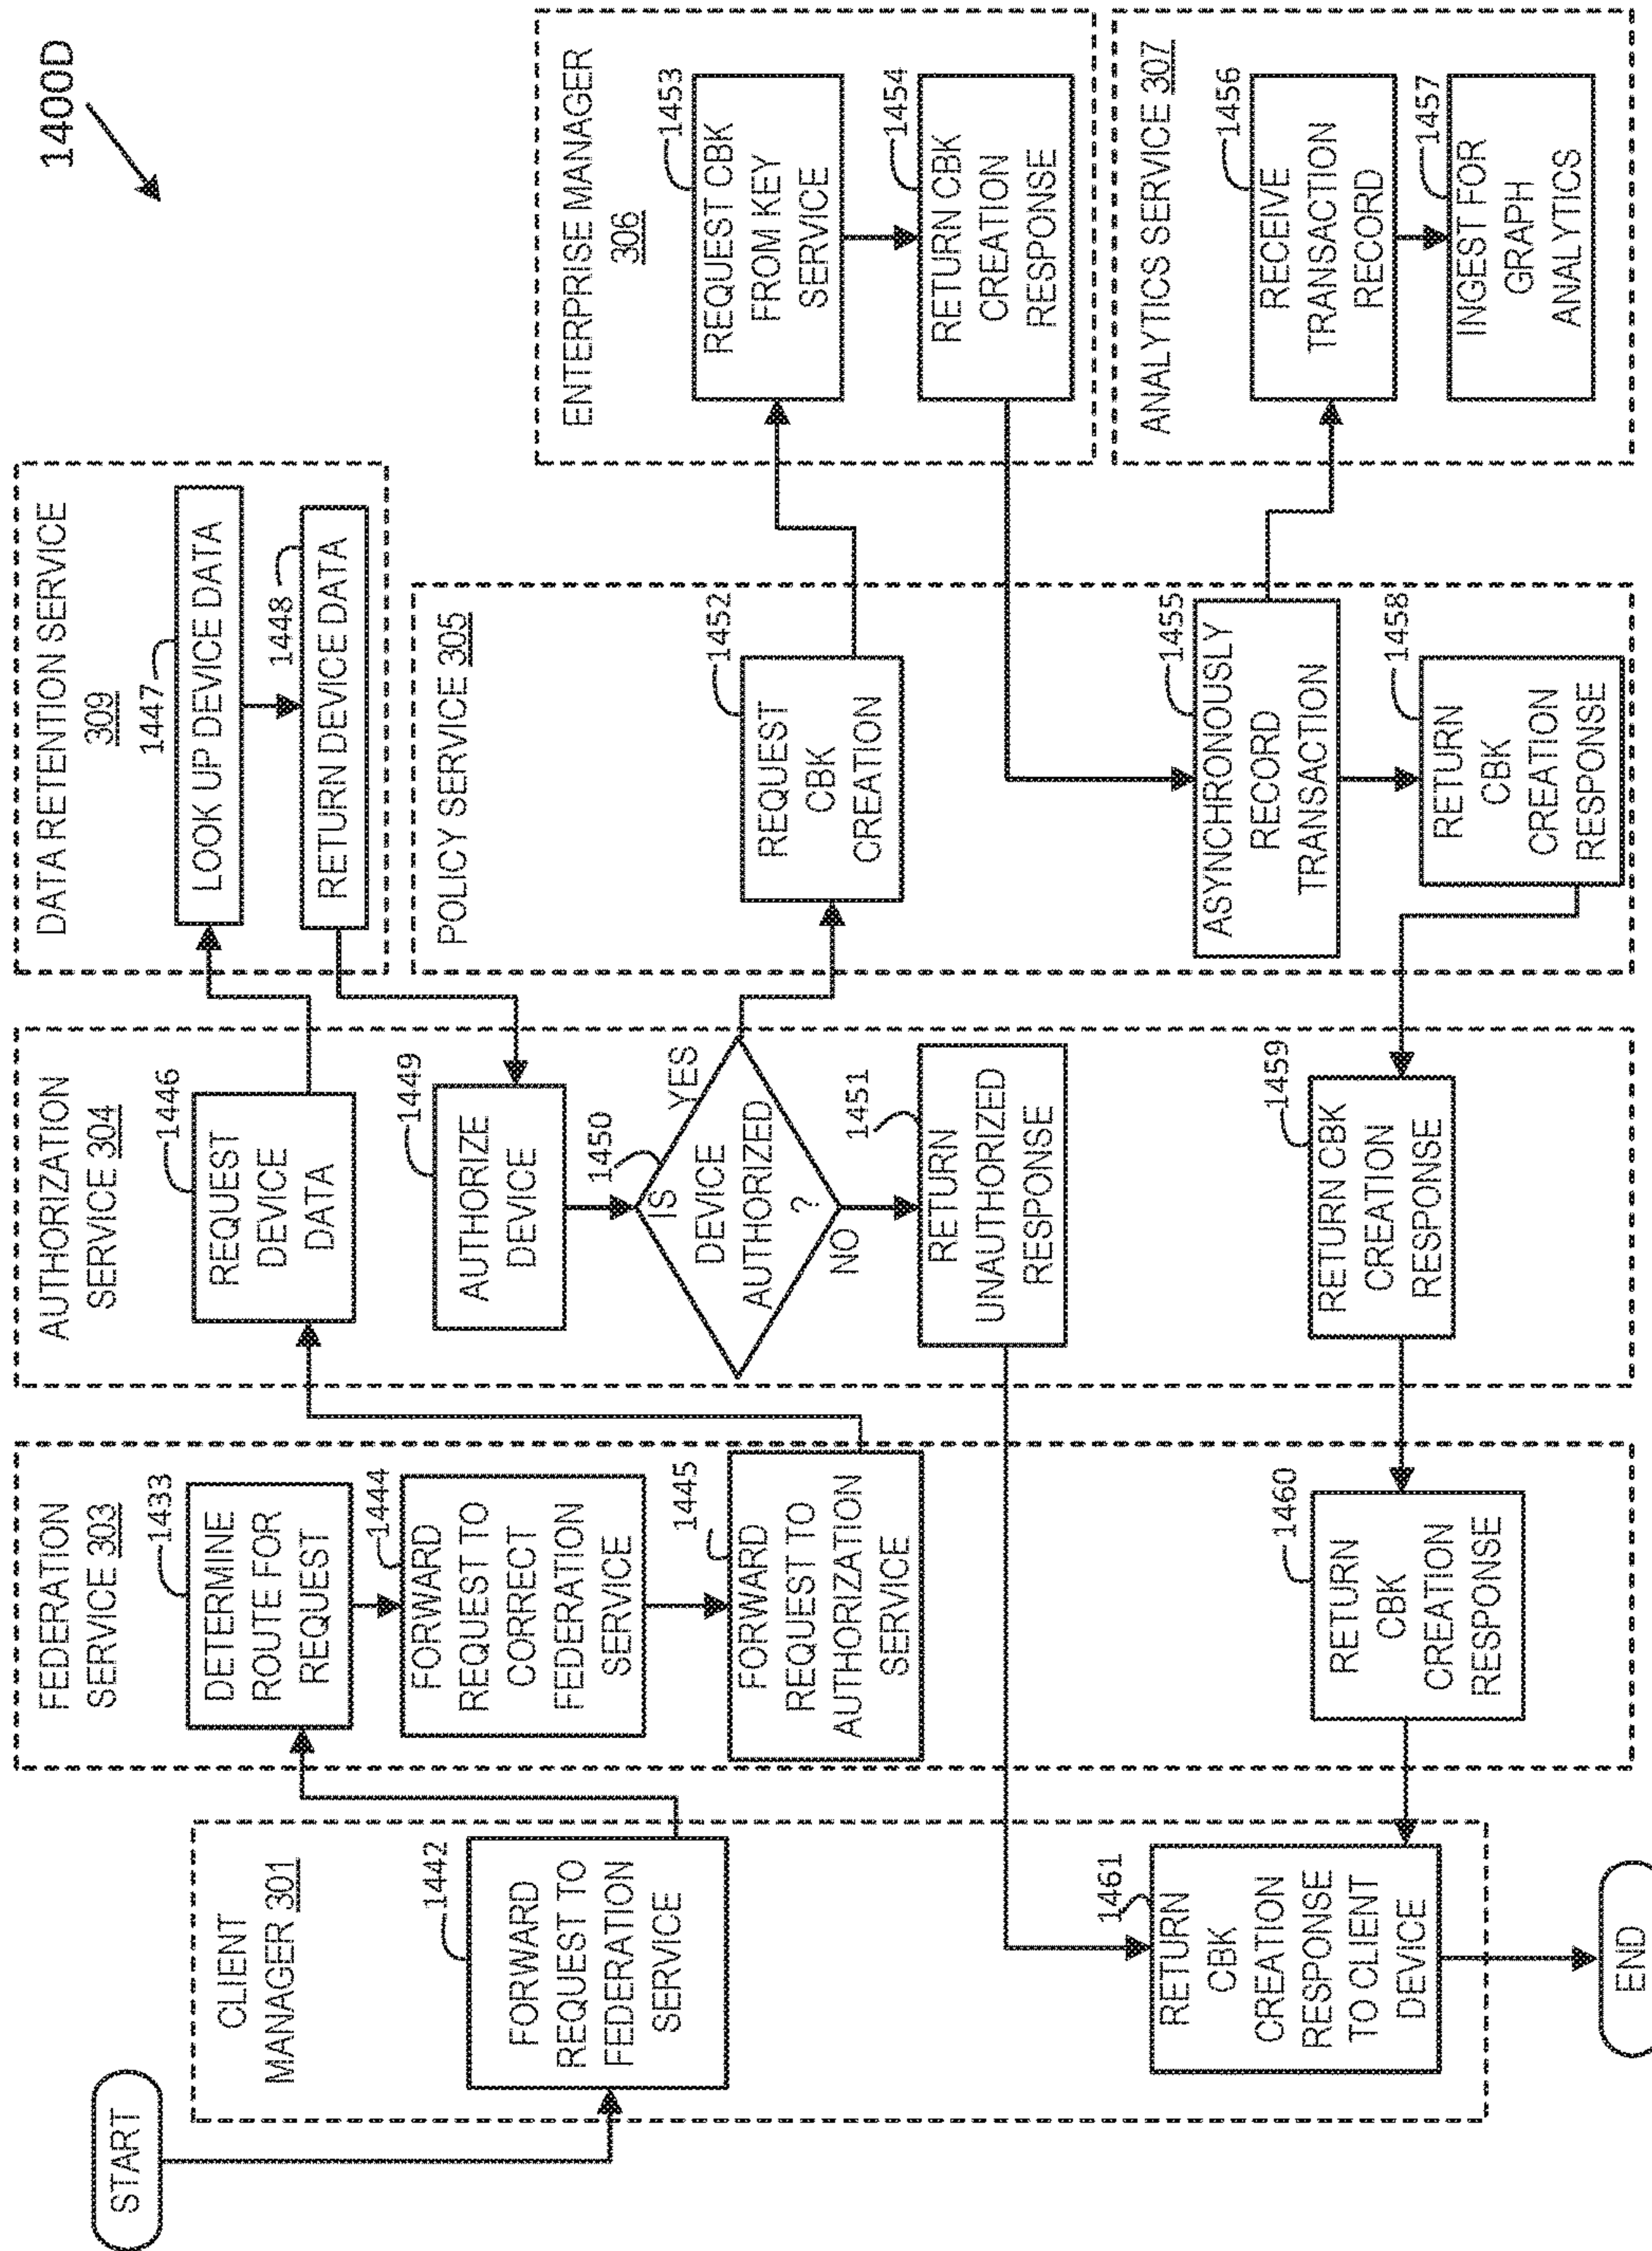 1400D
START
CLIENT
MANAGER 301
1442
FORWARD
REQUEST TO
FEDERATION
SERVICE
1461
RETURN
CBK
CREATION
RESPONSE
TO CLIENT
DEVICE
END
FEDERATION
SERVICE 303
1433
DETERMINE
ROUTE FOR
REQUEST
1444
FORWARD
REQUEST TO
CORRECT
FEDERATION
SERVICE
1445
FORWARD
REQUEST TO
AUTHORIZATION
SERVICE
1460
RETURN
CBK
CREATION
RESPONSE
AUTHORIZATION
SERVICE 304
1446
REQUEST
DEVICE
DATA
1449
AUTHORIZE
DEVICE
1450
IS
DEVICE
AUTHORIZED
?
YES
NO
1451
RETURN
UNAUTHORIZED
RESPONSE
1459
RETURN CBK
CREATION
RESPONSE
DATA RETENTION SERVICE
309
1447
LOOK UP DEVICE DATA
1448
RETURN DEVICE DATA
POLICY SERVICE 305
1452
REQUEST
CBK
CREATION
1455
ASYNCHRONOUSLY
RECORD
TRANSACTION
1458
RETURN
CBK
CREATION
RESPONSE
ENTERPRISE MANAGER
306
1453
REQUEST CBK
FROM KEY
SERVICE
1454
RETURN CBK
CREATION
RESPONSE
ANALYTICS SERVICE 307
1456
RECEIVE
TRANSACTION
RECORD
1457
INGEST FOR
GRAPH
ANALYTICS